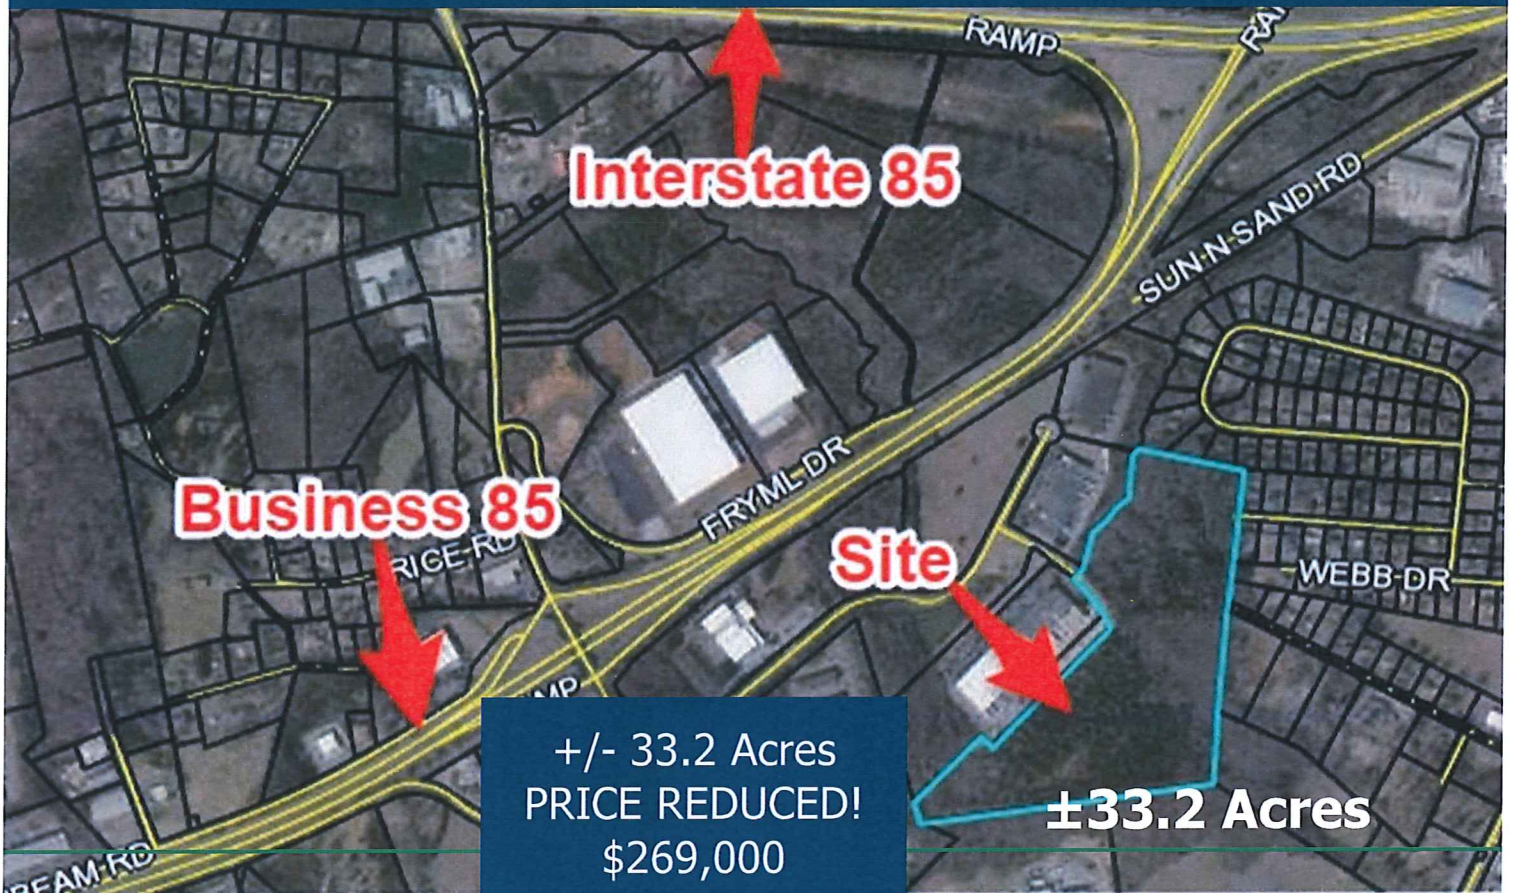 RAMP
Interstate 85
SUN-N-SAND RD
Business 85
FRYML DR
RICE RD
Site
WEBB DR
+/- 33.2 Acres
PRICE REDUCED!
$269,000
±33.2 Acres